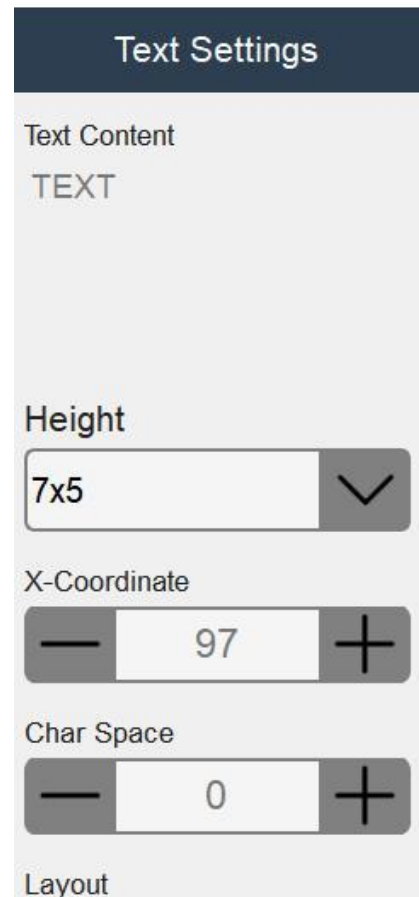 Text Settings
Text Content
TEXT
Height
7x5
X-Coordinate
97
Char Space
0
Layout